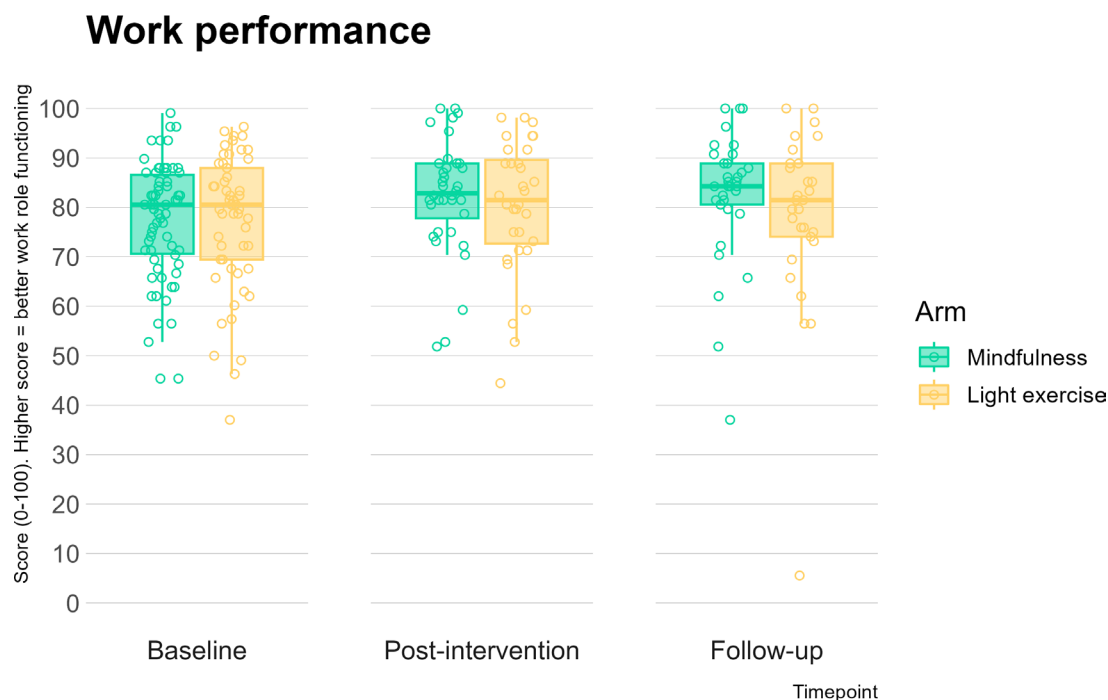 Work performance
Score (0-100). Higher score = better work role functioning
100
90
80
70
60
50
40
30
20
10
0
Baseline
Post-intervention
Follow-up
Timepoint
Arm
Mindfulness
Light exercise